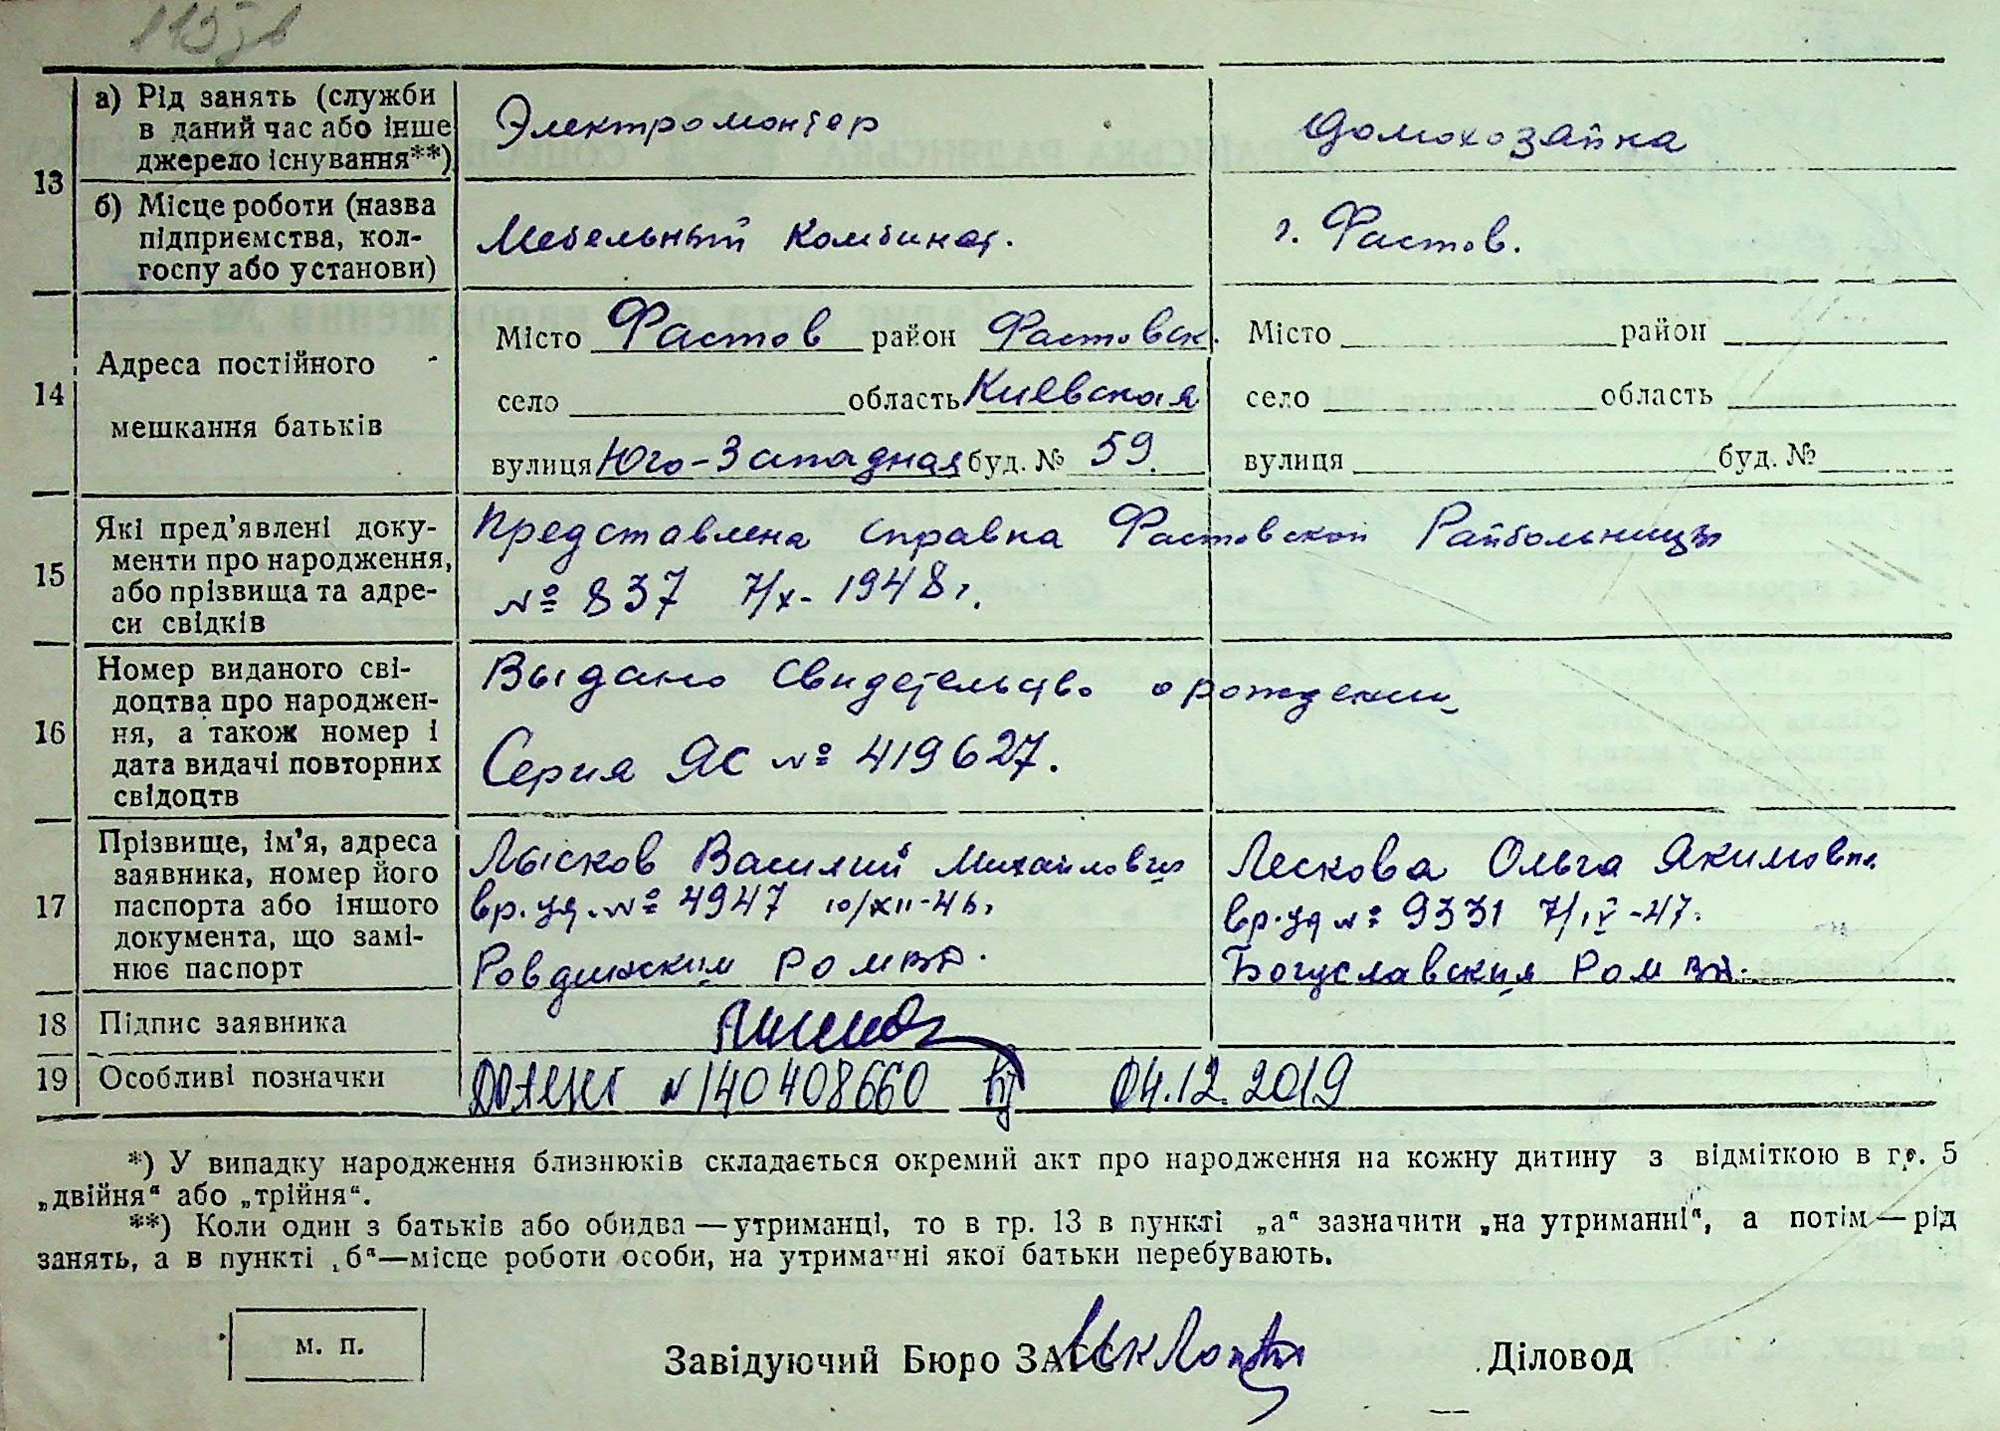 13
а) Рід занять (служби
в даний час або інше
джерело існування**)
Электромонтер
домохозайка
б) Місце роботи (назва
підприємства, кол-
госпу або установи)
Мебельный комбинат.
г. Фастов.
14
Адреса постійного
мешкання батьків
Місто Фастов район Фастовск.
село область Киевская
вулиця Юго-Западная буд. № 59.
Місто район
село область
вулиця буд. №
15
Які пред'явлені доку-
менти про народження,
або прізвища та адре-
си свідків
Представлена справка Фастовской Райбольницы
№ 837 7/X- 1948г.
16
Номер виданого сві-
доцтва про народжен-
ня, а також номер і
дата видачі повторних
свідоцтв
Выдано свидетельство о рождении
Серия ЯС № 419627.
17
Прізвище, ім'я, адреса
заявника, номер його
паспорта або іншого
документа, що замі-
нює паспорт
Лысков Василий Михайлович
вр. уд. № 4947 10/XII-46.
РОМВД.
Лескова Ольга Якимовна
вр. уд № 9331 7/IV-47.
Богуславския РОМ ВД.
18 Підпис заявника
19 Особливі позначки
№ 140408660 04.12.2019
*) У випадку народження близнюків складається окремий акт про народження на кожну дитину з відміткою в гр. 5
„двійня“ або „трійня“.
**) Коли один з батьків або обидва—утриманці, то в гр. 13 в пункті „а“ зазначити „на утриманні“, а потім—рід
занять, а в пункті „б“—місце роботи особи, на утриманні якої батьки перебувають.
м. п.
Завідуючий Бюро ЗАГС
Діловод